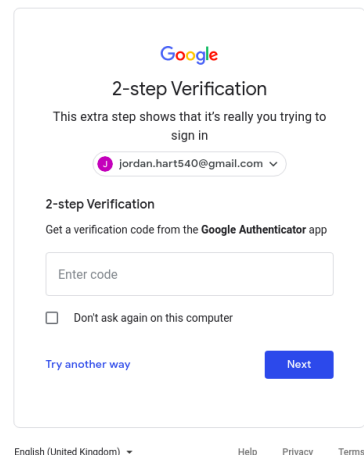 Google
2-step Verification
This extra step shows that it's really you trying to
sign in
J jordan.hart540@gmail.com
2-step Verification
Get a verification code from the Google Authenticator app
Enter code
Don't ask again on this computer
Try another way Next
English (United Kingdom) Help Privacy Terms